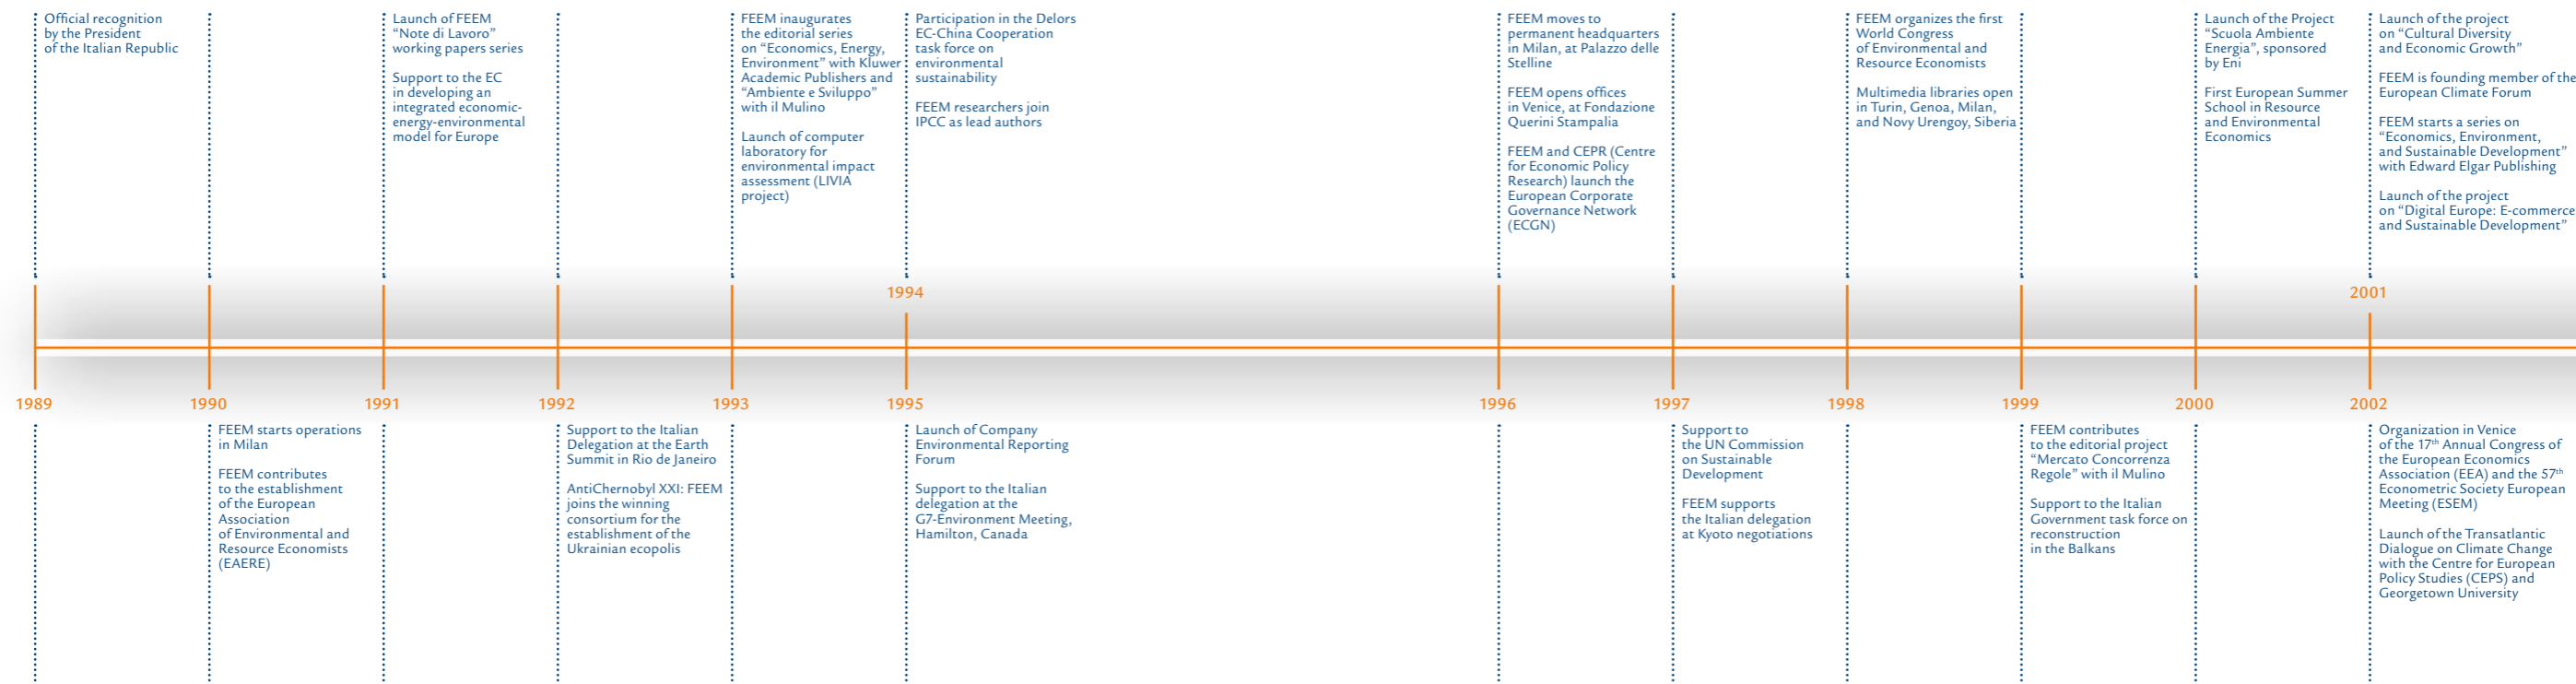 Official recognition
by the President
of the Italian Republic
Launch of FEEM
“Note di Lavoro”
working papers series
Support to the EC
in developing an
integrated economic-
energy-environmental
model for Europe
FEEM inaugurates
the editorial series
on “Economics, Energy,
Environment” with Kluwer
Academic Publishers and
“Ambiente e Sviluppo”
with il Mulino
Launch of computer
laboratory for
environmental impact
assessment (LIVIA
project)
Participation in the Delors
EC-China Cooperation
task force on
environmental
sustainability
FEEM researchers join
IPCC as lead authors
FEEM moves to
permanent headquarters
in Milan, at Palazzo delle
Stelline
FEEM opens offices
in Venice, at Fondazione
Querini Stampalia
FEEM and CEPR (Centre
for Economic Policy
Research) launch the
European Corporate
Governance Network
(ECGN)
FEEM organizes the first
World Congress
of Environmental and
Resource Economists
Multimedia libraries open
in Turin, Genoa, Milan,
and Novy Urengoy, Siberia
Launch of the Project
“Scuola Ambiente
Energia”, sponsored
by Eni
First European Summer
School in Resource
and Environmental
Economics
Launch of the project
on “Cultural Diversity
and Economic Growth”
FEEM is founding member of the
European Climate Forum
FEEM starts a series on
“Economics, Environment,
and Sustainable Development”
with Edward Elgar Publishing
Launch of the project
on “Digital Europe: E-commerce
and Sustainable Development”
1994
2001
1989
1990
1991
1992
1993
1995
1996
1997
1998
1999
2000
2002
FEEM starts operations
in Milan
FEEM contributes
to the establishment
of the European
Association
of Environmental and
Resource Economists
(EAERE)
Support to the Italian
Delegation at the Earth
Summit in Rio de Janeiro
AntiChernobyl XXI: FEEM
joins the winning
consortium for the
establishment of the
Ukrainian ecopolis
Launch of Company
Environmental Reporting
Forum
Support to the Italian
delegation at the
G7-Environment Meeting,
Hamilton, Canada
Support to
the UN Commission
on Sustainable
Development
FEEM supports
the Italian delegation
at Kyoto negotiations
FEEM contributes
to the editorial project
“Mercato Concorrenza
Regole” with il Mulino
Support to the Italian
Government task force on
reconstruction
in the Balkans
Organization in Venice
of the 17th Annual Congress of
the European Economics
Association (EEA) and the 57th
Econometric Society European
Meeting (ESEM)
Launch of the Transatlantic
Dialogue on Climate Change
with the Centre for European
Policy Studies (CEPS) and
Georgetown University